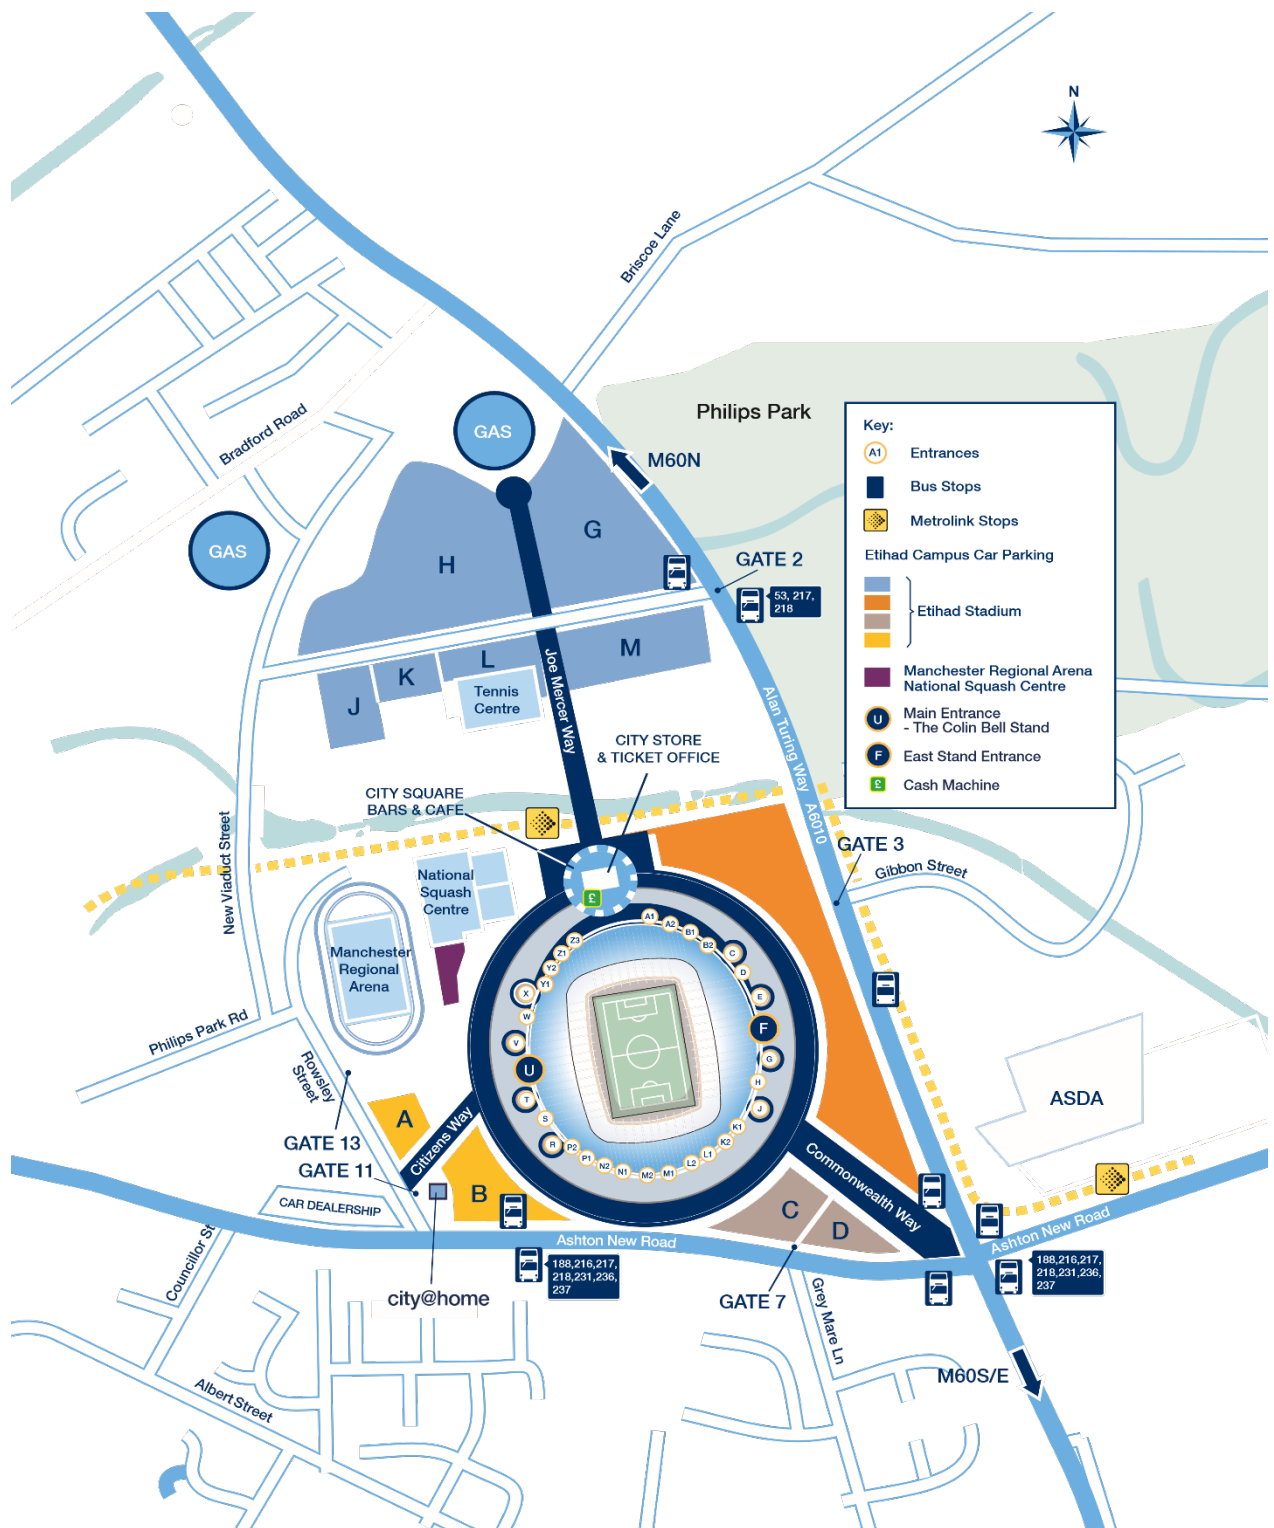 N
Briscoe Lane
Philips Park
Bradford Road
GAS
GAS
M60N
H
G
GATE 2
53, 217,
218
J
K
L
M
Tennis
Centre
Joe Mercer Way
Alan Turing Way A6010
CITY STORE
& TICKET OFFICE
CITY SQUARE
BARS & CAFE
New Viaduct Street
National
Squash
Centre
Manchester
Regional
Arena
£
GATE 3
Gibbon Street
Key:
A1 Entrances
Bus Stops
Metrolink Stops
Etihad Campus Car Parking
Etihad Stadium
Manchester Regional Arena
National Squash Centre
U Main Entrance
- The Colin Bell Stand
F East Stand Entrance
£ Cash Machine
A1
A2
B1
B2
C
D
E
F
G
H
J
K1
K2
L1
L2
M1
M2
N1
N2
P1
P2
R
S
T
U
V
W
X
Y1
Y2
Z1
Z3
Philips Park Rd
Rowsley
Street
GATE 13
GATE 11
A
Citizens Way
B
CAR DEALERSHIP
Councillor St
city@home
Albert Street
Ashton New Road
188,216,217,
218,231,236,
237
C
D
Commonwealth Way
GATE 7
Grey Mare Ln
ASDA
Ashton New Road
188,216,217,
218,231,236,
237
M60S/E